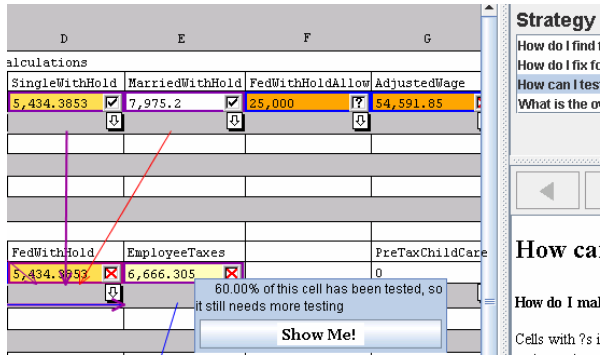 D E F G
alculations
SingleWithHold MarriedWithHold FedWithHoldAllow AdjustedWage
5,434.3853 7,975.2 25,000 ? 54,591.85
FedWithHold EmployeeTaxes PreTaxChildCare
5,434.3853 6,666.305 0
60.00% of this cell has been tested, so
it still needs more testing
Show Me!
Strategy
How do I find
How do I fix fo
How can I tes
What is the ov
How ca
How do I mal
Cells with ?s i